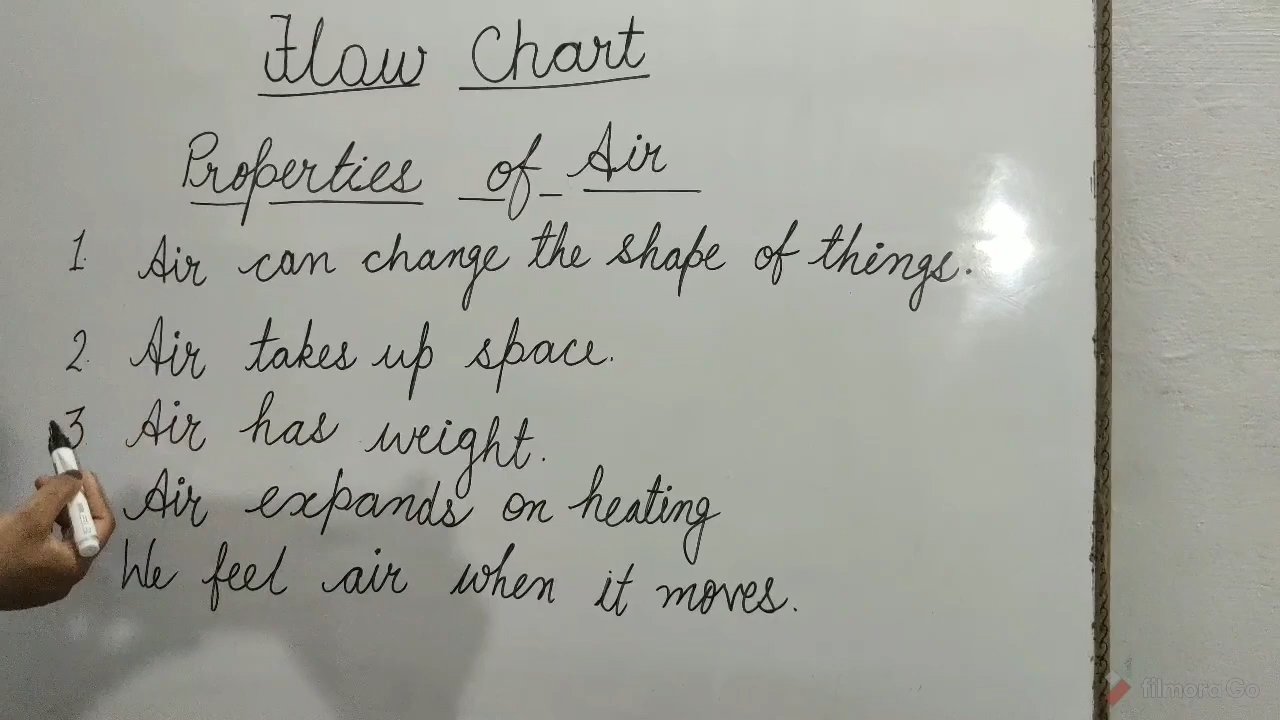 Flow Chart
Properties of Air
1. Air can change the shape of things.
2. Air takes up space.
3. Air has weight.
Air expands on heating
We feel air when it moves.
filmora Go